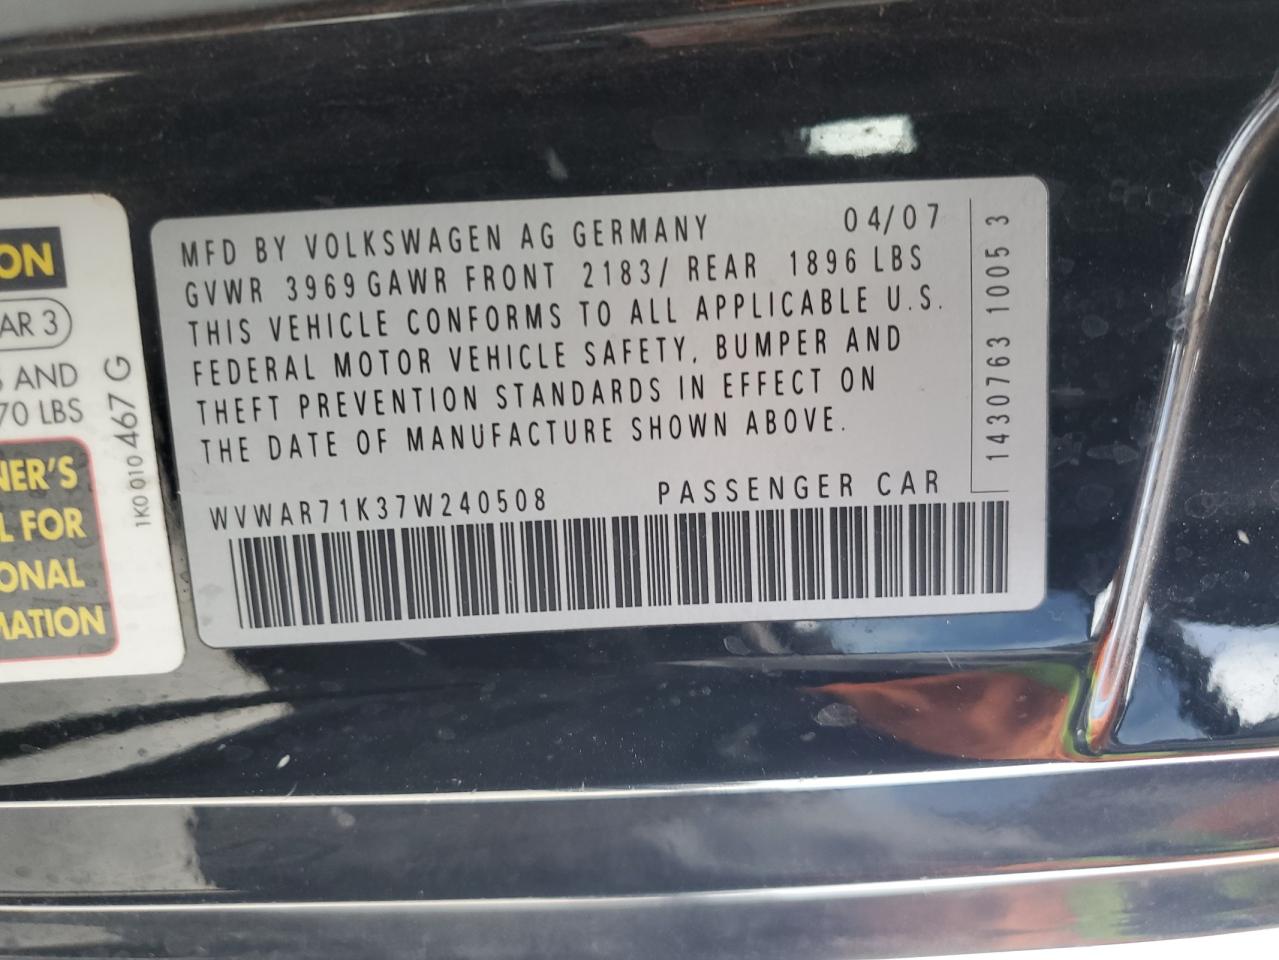 ON
AR 3
AND
70 LBS
1K0 010 467 G
NER'S
L FOR
ONAL
MATION
MFD BY VOLKSWAGEN AG GERMANY 04/07
GVWR 3969 GAWR FRONT 2183/ REAR 1896 LBS
THIS VEHICLE CONFORMS TO ALL APPLICABLE U.S.
FEDERAL MOTOR VEHICLE SAFETY, BUMPER AND
THEFT PREVENTION STANDARDS IN EFFECT ON
THE DATE OF MANUFACTURE SHOWN ABOVE.
WVWAR71K37W240508 PASSENGER CAR
1430763 1005 3